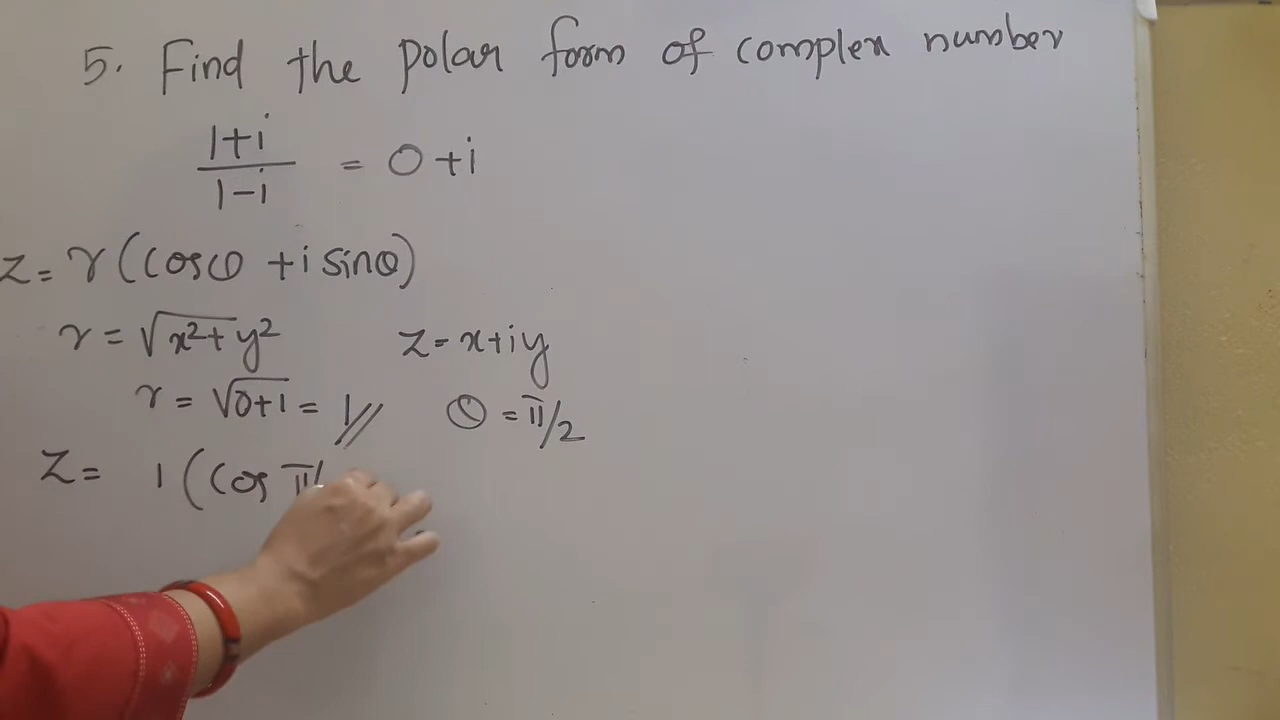 5. Find the polar form of complex number
1+i
1-i
= 0+i
z = r(cosθ + i sinθ)
r = √x²+y² z = x+iy
r = √0+1 = 1// θ = π/2
z = 1 (cos π/